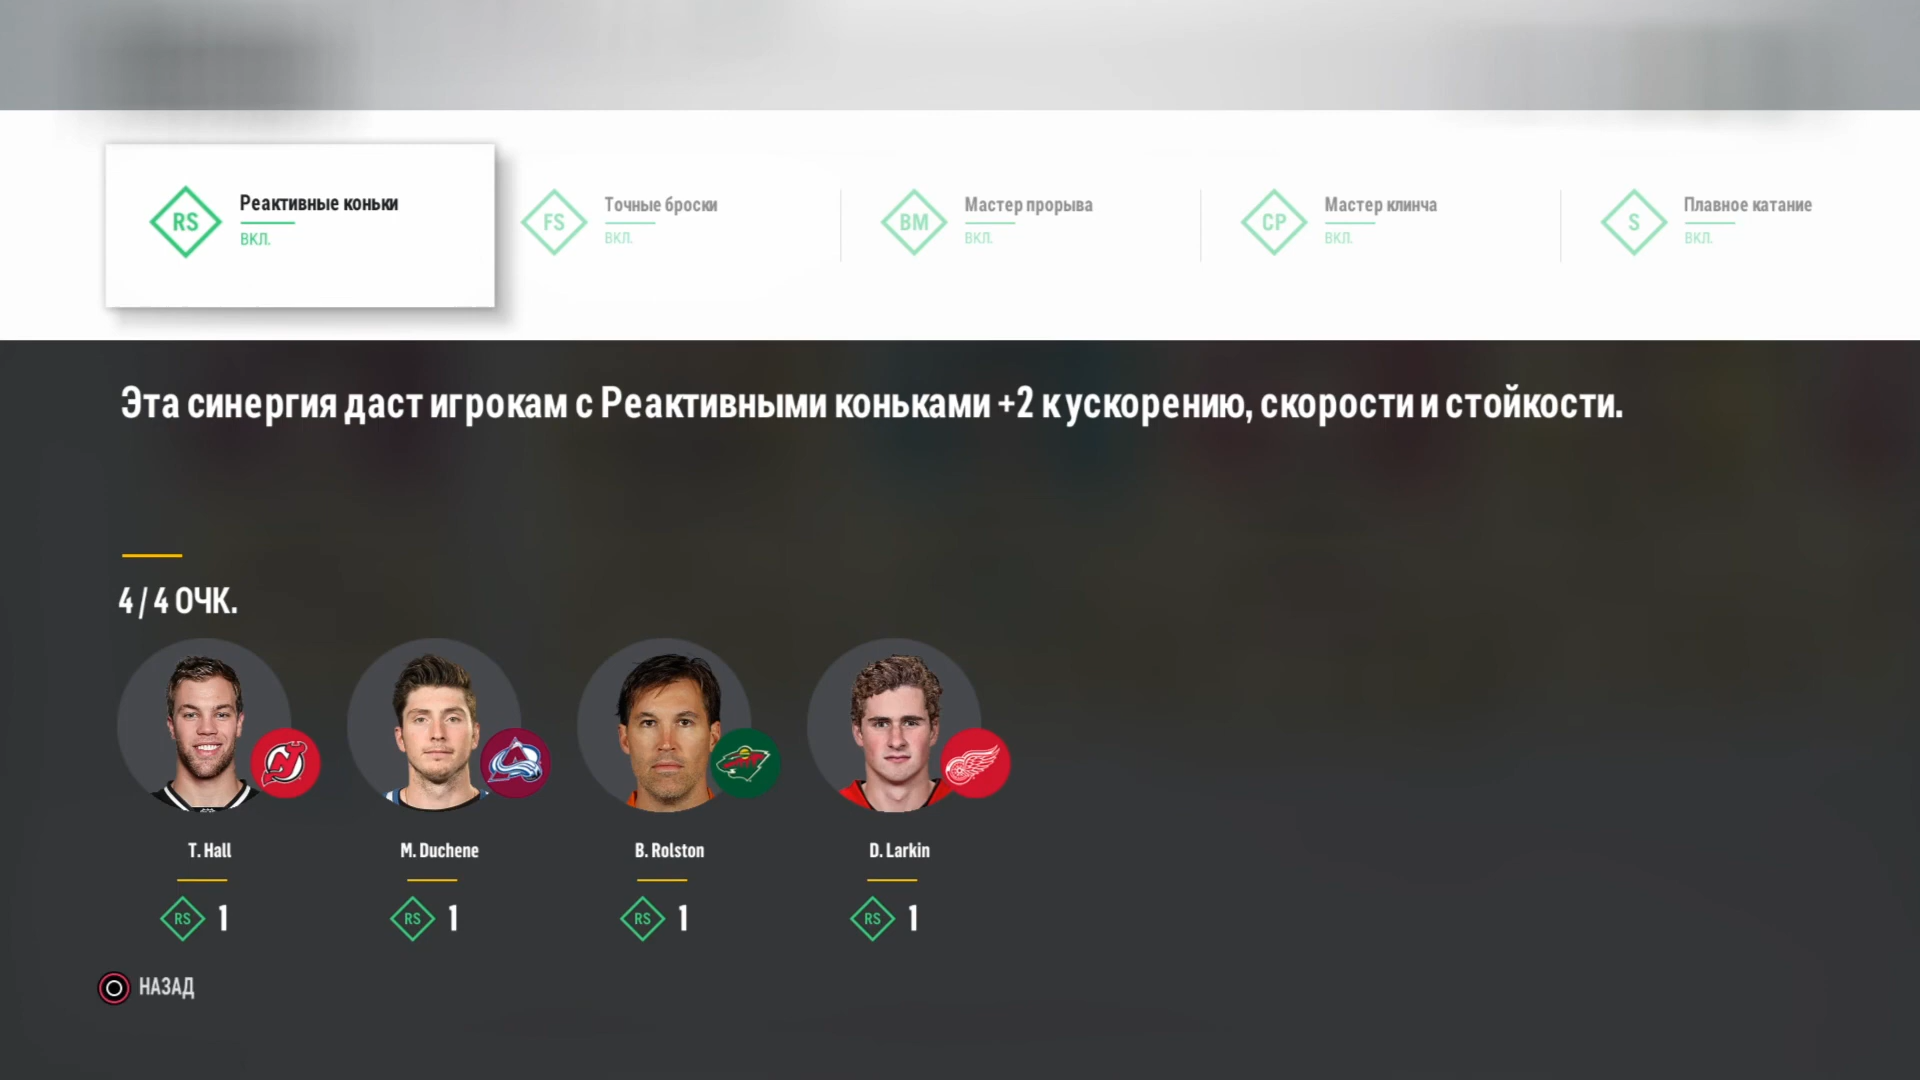 RS
Реактивные коньки
ВКЛ.
FS
Точные броски
ВКЛ.
BM
Мастер прорыва
ВКЛ.
CP
Мастер клинча
ВКЛ.
S
Плавное катание
ВКЛ.
Эта синергия даст игрокам с Реактивными коньками +2 к ускорению, скорости и стойкости.
4 / 4 ОЧК.
T. Hall
M. Duchene
B. Rolston
D. Larkin
RS 1
RS 1
RS 1
RS 1
НАЗАД